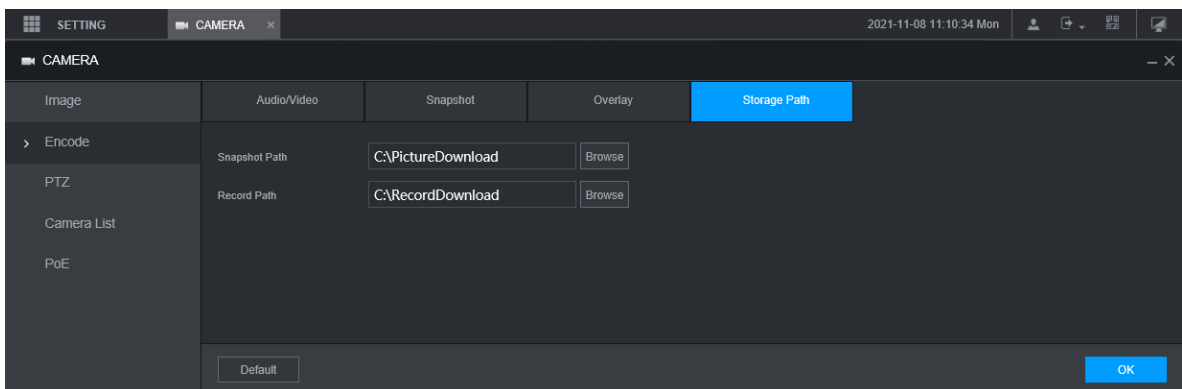 SETTING CAMERA × 2021-11-08 11:10:34 Mon
CAMERA
Image Audio/Video Snapshot Overlay Storage Path
Encode
Snapshot Path C:\PictureDownload Browse
PTZ
Record Path C:\RecordDownload Browse
Camera List
PoE
Default OK